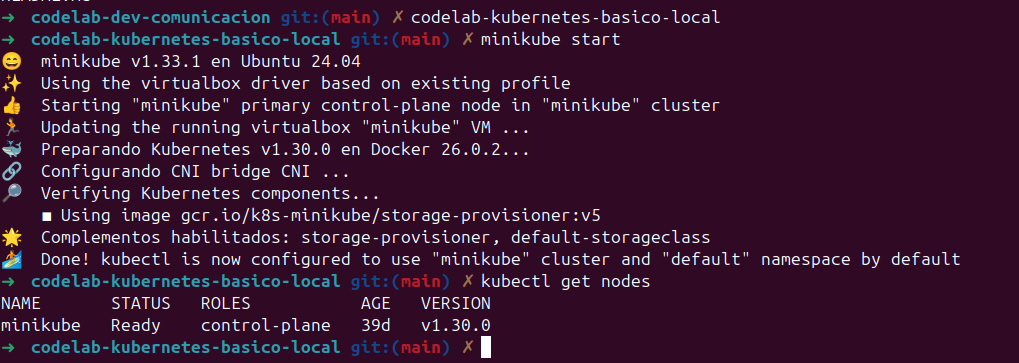 ➜  codelab-dev-comunicacion git:(main) ✗ codelab-kubernetes-basico-local
➜  codelab-kubernetes-basico-local git:(main) ✗ minikube start
😄  minikube v1.33.1 en Ubuntu 24.04
✨  Using the virtualbox driver based on existing profile
👍  Starting "minikube" primary control-plane node in "minikube" cluster
🏃  Updating the running virtualbox "minikube" VM ...
🐳  Preparando Kubernetes v1.30.0 en Docker 26.0.2...
🔗  Configurando CNI bridge CNI ...
🔎  Verifying Kubernetes components...
    ▪ Using image gcr.io/k8s-minikube/storage-provisioner:v5
🌟  Complementos habilitados: storage-provisioner, default-storageclass
🏄  Done! kubectl is now configured to use "minikube" cluster and "default" namespace by default
➜  codelab-kubernetes-basico-local git:(main) ✗ kubectl get nodes
NAME       STATUS   ROLES           AGE   VERSION
minikube   Ready    control-plane   39d   v1.30.0
➜  codelab-kubernetes-basico-local git:(main) ✗